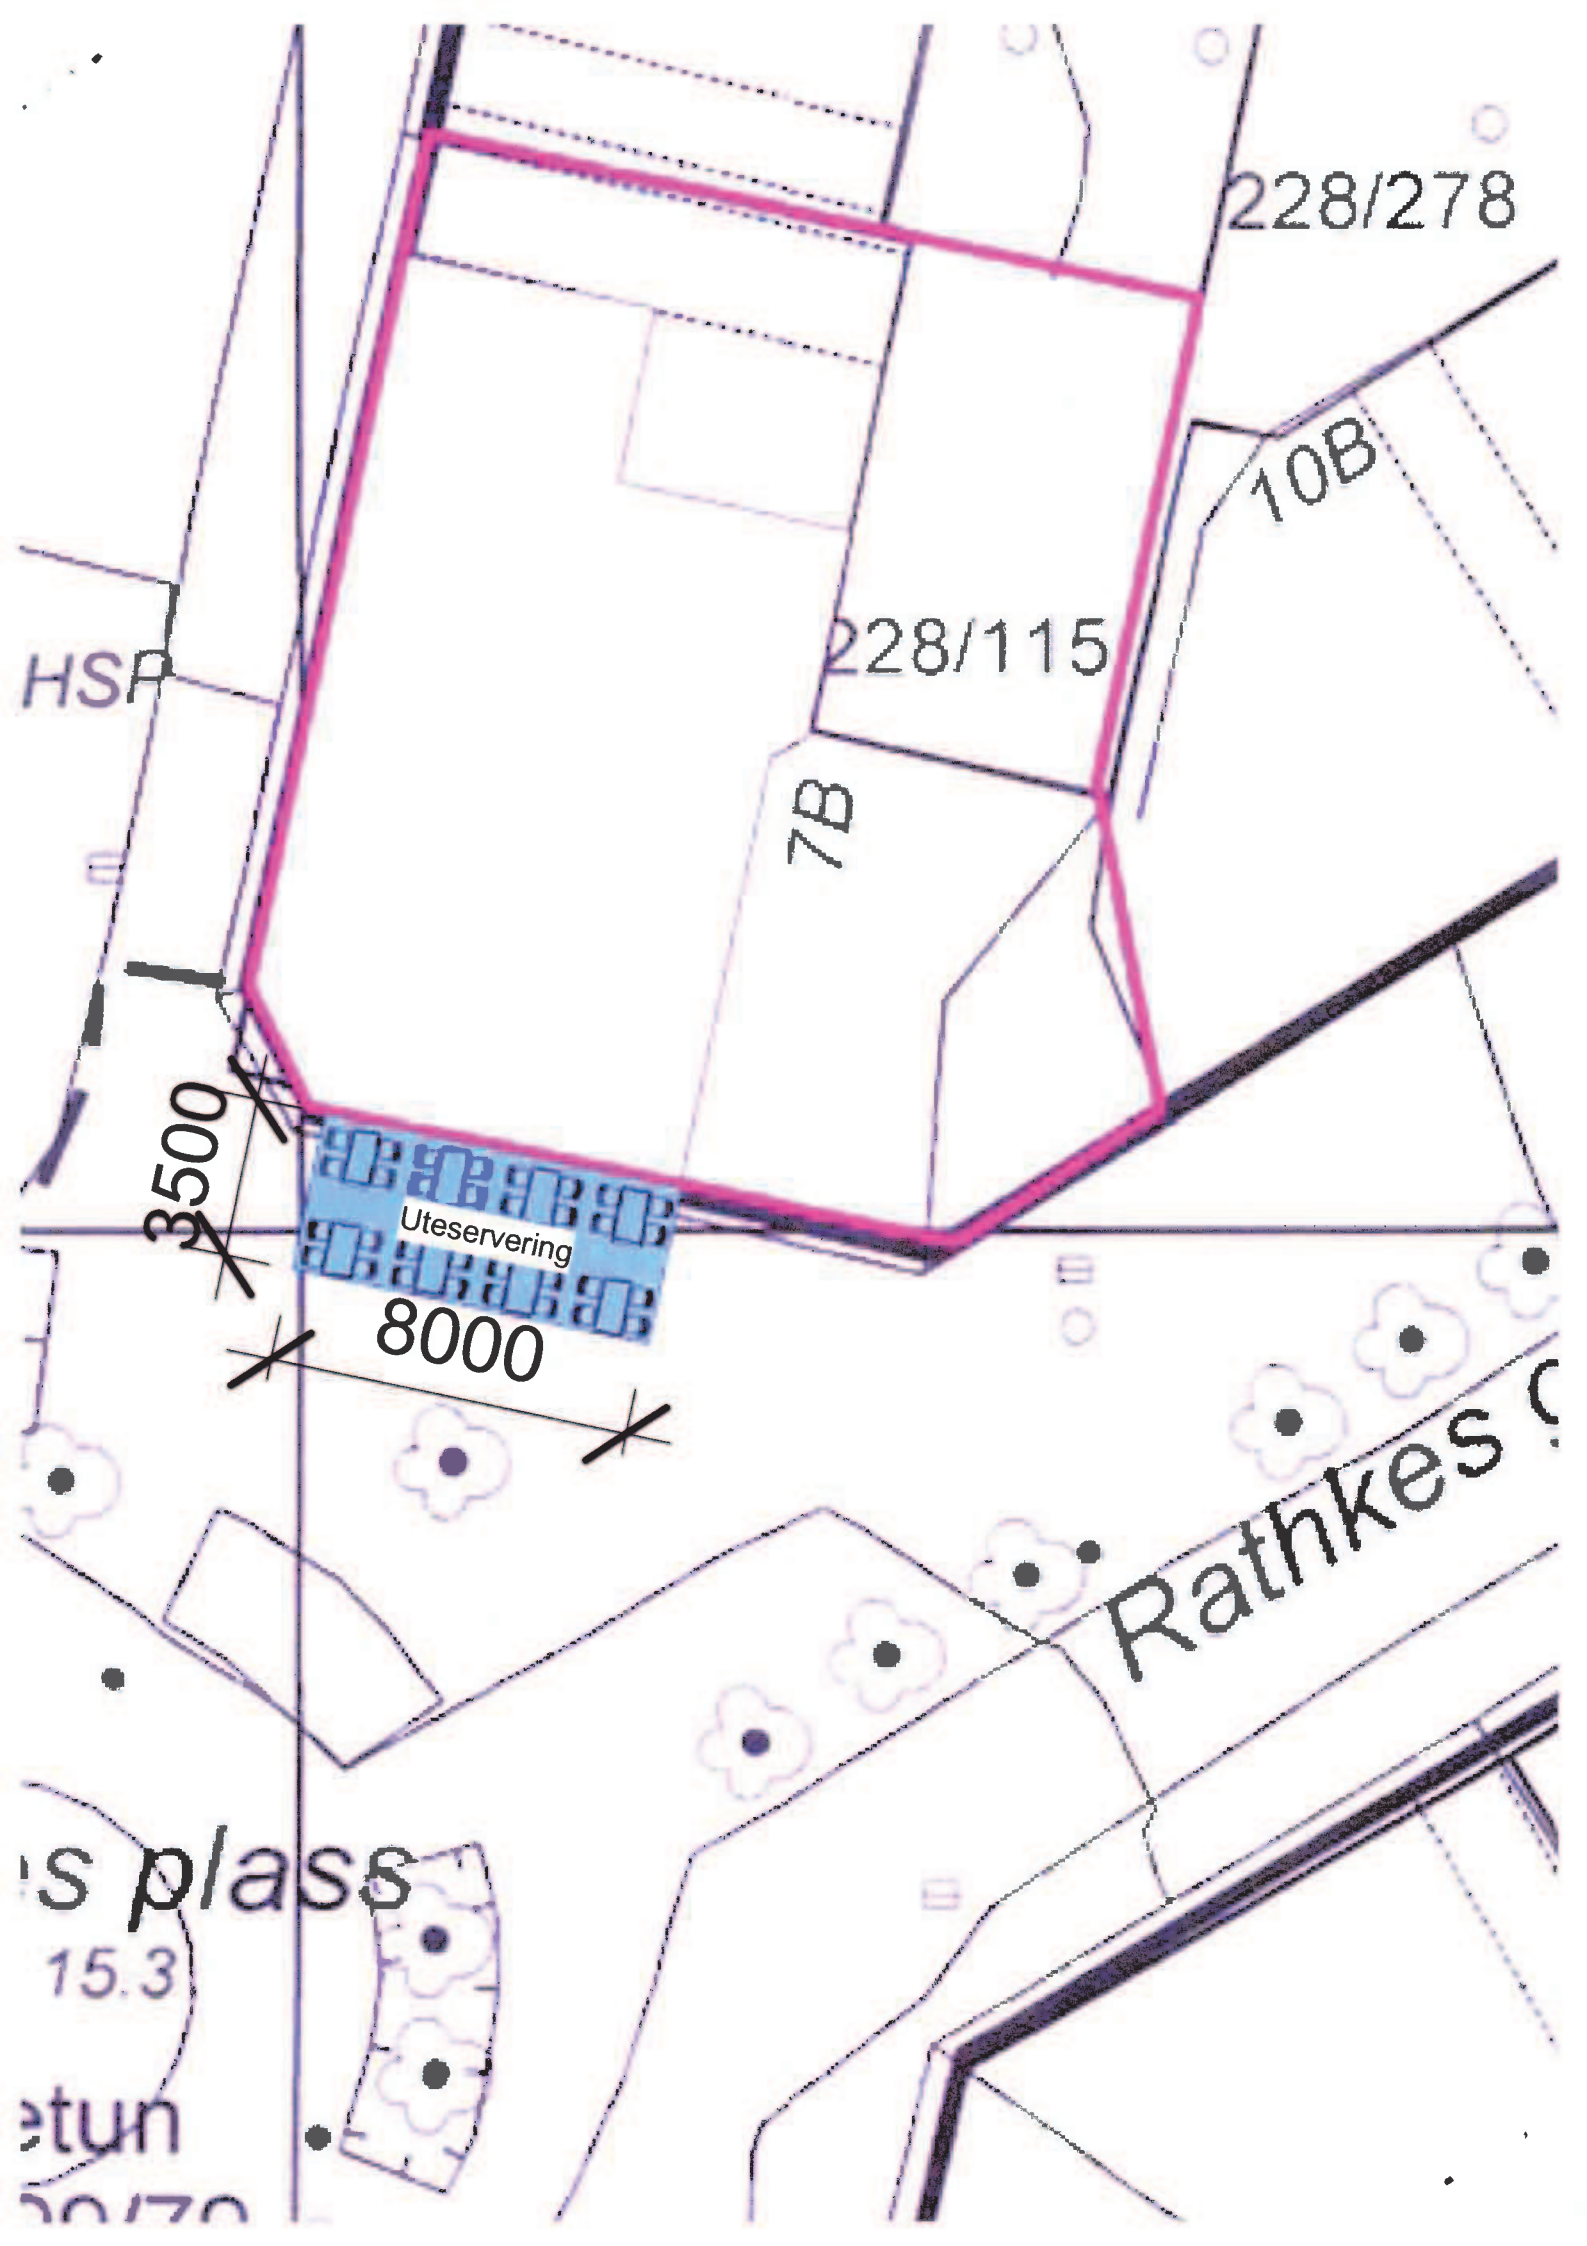 228/278
10B
228/115
HSP
7B
3500
Uteservering
8000
Rathkes
s plass
15.3
etun